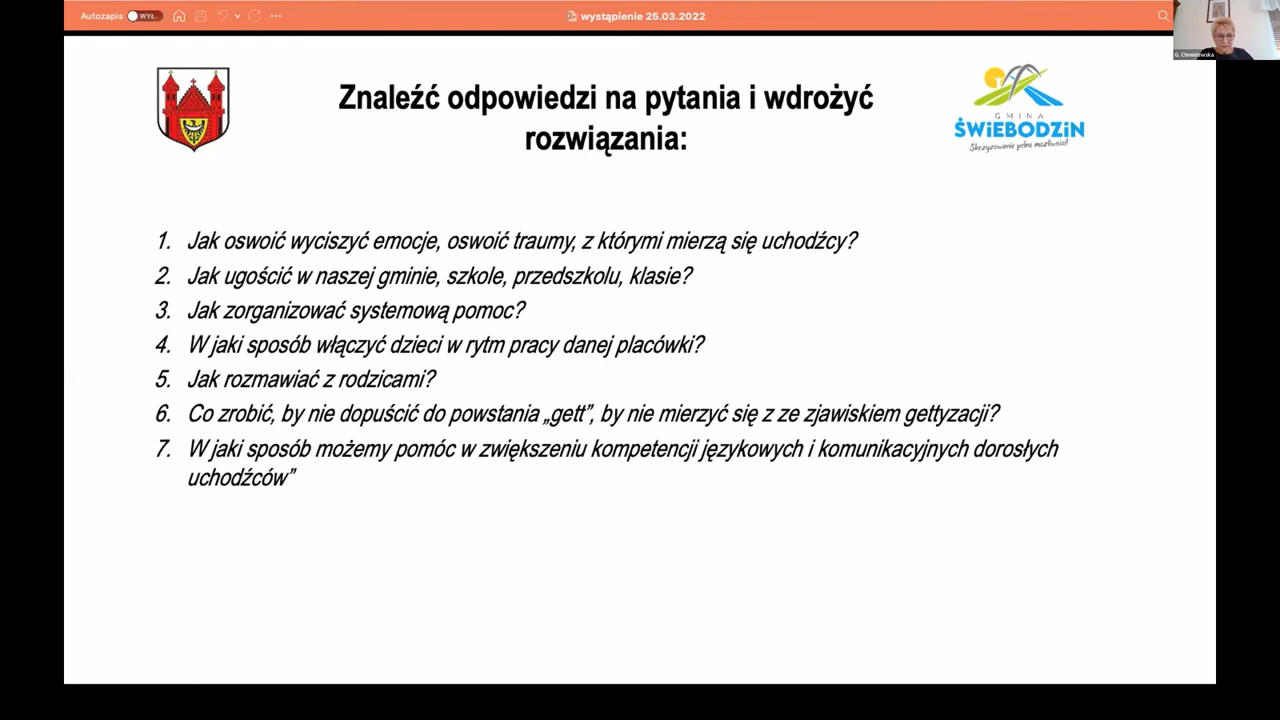 Autozapis WYŁ.
wystąpienie 25.03.2022
G. Chmielewska
Znaleźć odpowiedzi na pytania i wdrożyć
rozwiązania:
GMINA
ŚWiEBODZiN
Skrzyżowanie pełne możliwości!
1. Jak oswoić wyciszyć emocje, oswoić traumy, z którymi mierzą się uchodźcy?
2. Jak ugościć w naszej gminie, szkole, przedszkolu, klasie?
3. Jak zorganizować systemową pomoc?
4. W jaki sposób włączyć dzieci w rytm pracy danej placówki?
5. Jak rozmawiać z rodzicami?
6. Co zrobić, by nie dopuścić do powstania „gett”, by nie mierzyć się z ze zjawiskiem gettyzacji?
7. W jaki sposób możemy pomóc w zwiększeniu kompetencji językowych i komunikacyjnych dorosłych
uchodźców”